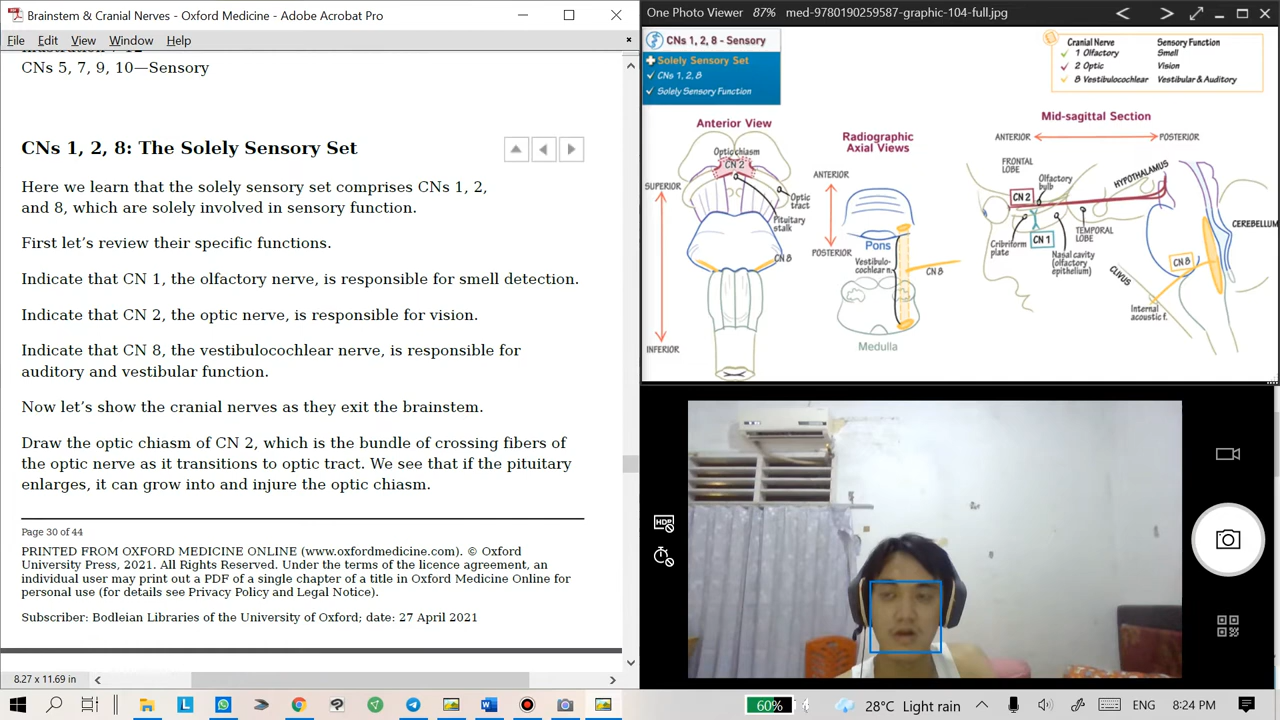 Brainstem & Cranial Nerves - Oxford Medicine - Adobe Acrobat Pro
File Edit View Window Help
CNs 5, 7, 9, 10—Sensory
CNs 1, 2, 8: The Solely Sensory Set
Here we learn that the solely sensory set comprises CNs 1, 2,
and 8, which are solely involved in sensory function.
First let’s review their specific functions.
Indicate that CN 1, the olfactory nerve, is responsible for smell detection.
Indicate that CN 2, the optic nerve, is responsible for vision.
Indicate that CN 8, the vestibulocochlear nerve, is responsible for
auditory and vestibular function.
Now let’s show the cranial nerves as they exit the brainstem.
Draw the optic chiasm of CN 2, which is the bundle of crossing fibers of
the optic nerve as it transitions to optic tract. We see that if the pituitary
enlarges, it can grow into and injure the optic chiasm.
Page 30 of 44
PRINTED FROM OXFORD MEDICINE ONLINE (www.oxfordmedicine.com). © Oxford
University Press, 2021. All Rights Reserved. Under the terms of the licence agreement, an
individual user may print out a PDF of a single chapter of a title in Oxford Medicine Online for
personal use (for details see Privacy Policy and Legal Notice).
Subscriber: Bodleian Libraries of the University of Oxford; date: 27 April 2021
8.27 x 11.69 in
One Photo Viewer 87% med-9780190259587-graphic-104-full.jpg
CNs 1, 2, 8 - Sensory
Solely Sensory Set
CNs 1, 2, 8
Solely Sensory Function
Cranial Nerve Sensory Function
1 Olfactory Smell
2 Optic Vision
8 Vestibulocochlear Vestibular & Auditory
Anterior View
Optic chiasm
CN 2
SUPERIOR
Optic
tract
Pituitary
stalk
CN 8
INFERIOR
Radiographic
Axial Views
ANTERIOR
POSTERIOR
Pons
Vestibulo-
cochlear n.
CN 8
Medulla
Mid-sagittal Section
ANTERIOR POSTERIOR
FRONTAL
LOBE
Olfactory
bulb
HYPOTHALAMUS
CN 2
CN 1
Cribriform
plate
TEMPORAL
LOBE
Nasal cavity
(olfactory
epithelium)
CEREBELLUM
CN 8
CLIVUS
Internal
acoustic f.
HDR
60% 28°C Light rain ENG 8:24 PM